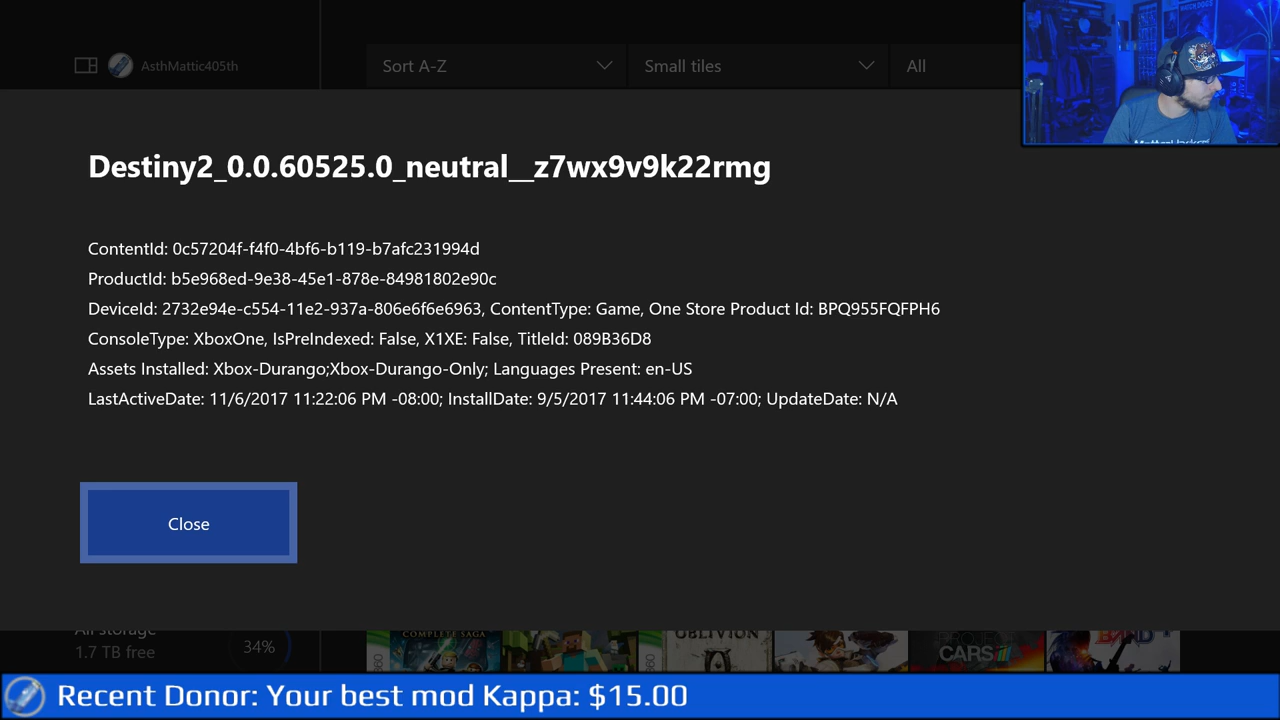 AsthMattic405th
Sort A-Z
Small tiles
All
Destiny2_0.0.60525.0_neutral__z7wx9v9k22rmg
ContentId: 0c57204f-f4f0-4bf6-b119-b7afc231994d
ProductId: b5e968ed-9e38-45e1-878e-84981802e90c
DeviceId: 2732e94e-c554-11e2-937a-806e6f6e6963, ContentType: Game, One Store Product Id: BPQ955FQFPH6
ConsoleType: XboxOne, IsPreIndexed: False, X1XE: False, TitleId: 089B36D8
Assets Installed: Xbox-Durango;Xbox-Durango-Only; Languages Present: en-US
LastActiveDate: 11/6/2017 11:22:06 PM -08:00; InstallDate: 9/5/2017 11:44:06 PM -07:00; UpdateDate: N/A
Close
All storage
1.7 TB free
34%
COMPLETE SAGA
OBLIVION
PROJECT
CARS
BAND
Recent Donor: Your best mod Kappa: $15.00